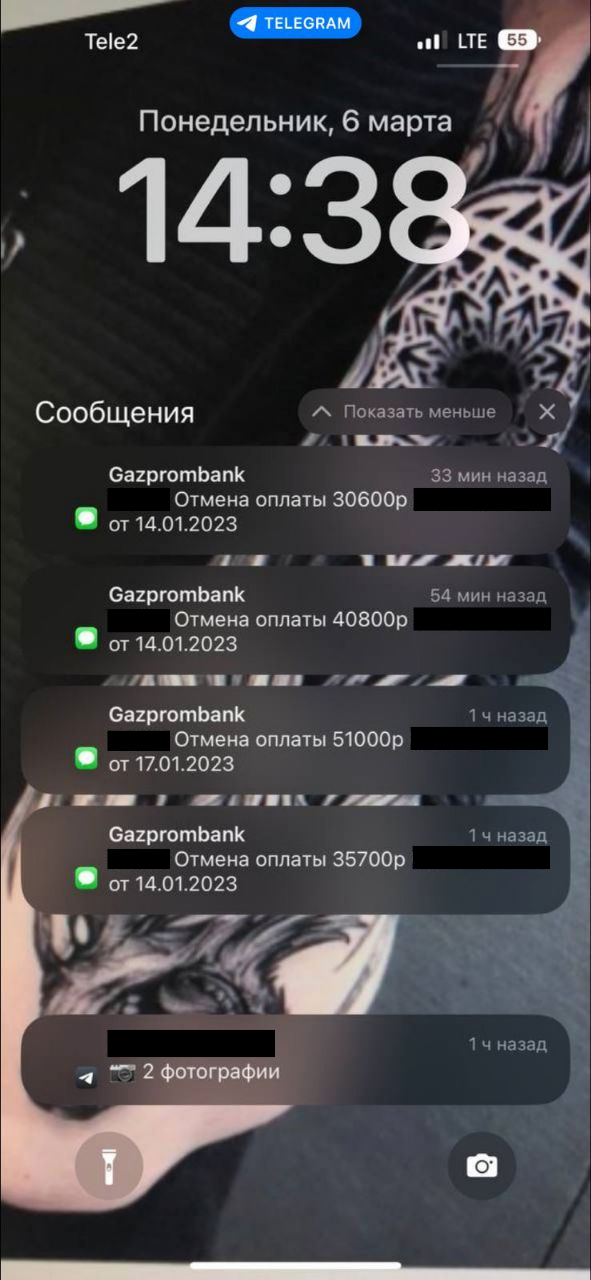 TELEGRAM
Tele2 LTE 55
Понедельник, 6 марта
14:38
Сообщения Показать меньше
Gazprombank 33 мин назад
Отмена оплаты 30600р
от 14.01.2023
Gazprombank 54 мин назад
Отмена оплаты 40800р
от 14.01.2023
Gazprombank 1 ч назад
Отмена оплаты 51000р
от 17.01.2023
Gazprombank 1 ч назад
Отмена оплаты 35700р
от 14.01.2023
1 ч назад
2 фотографии